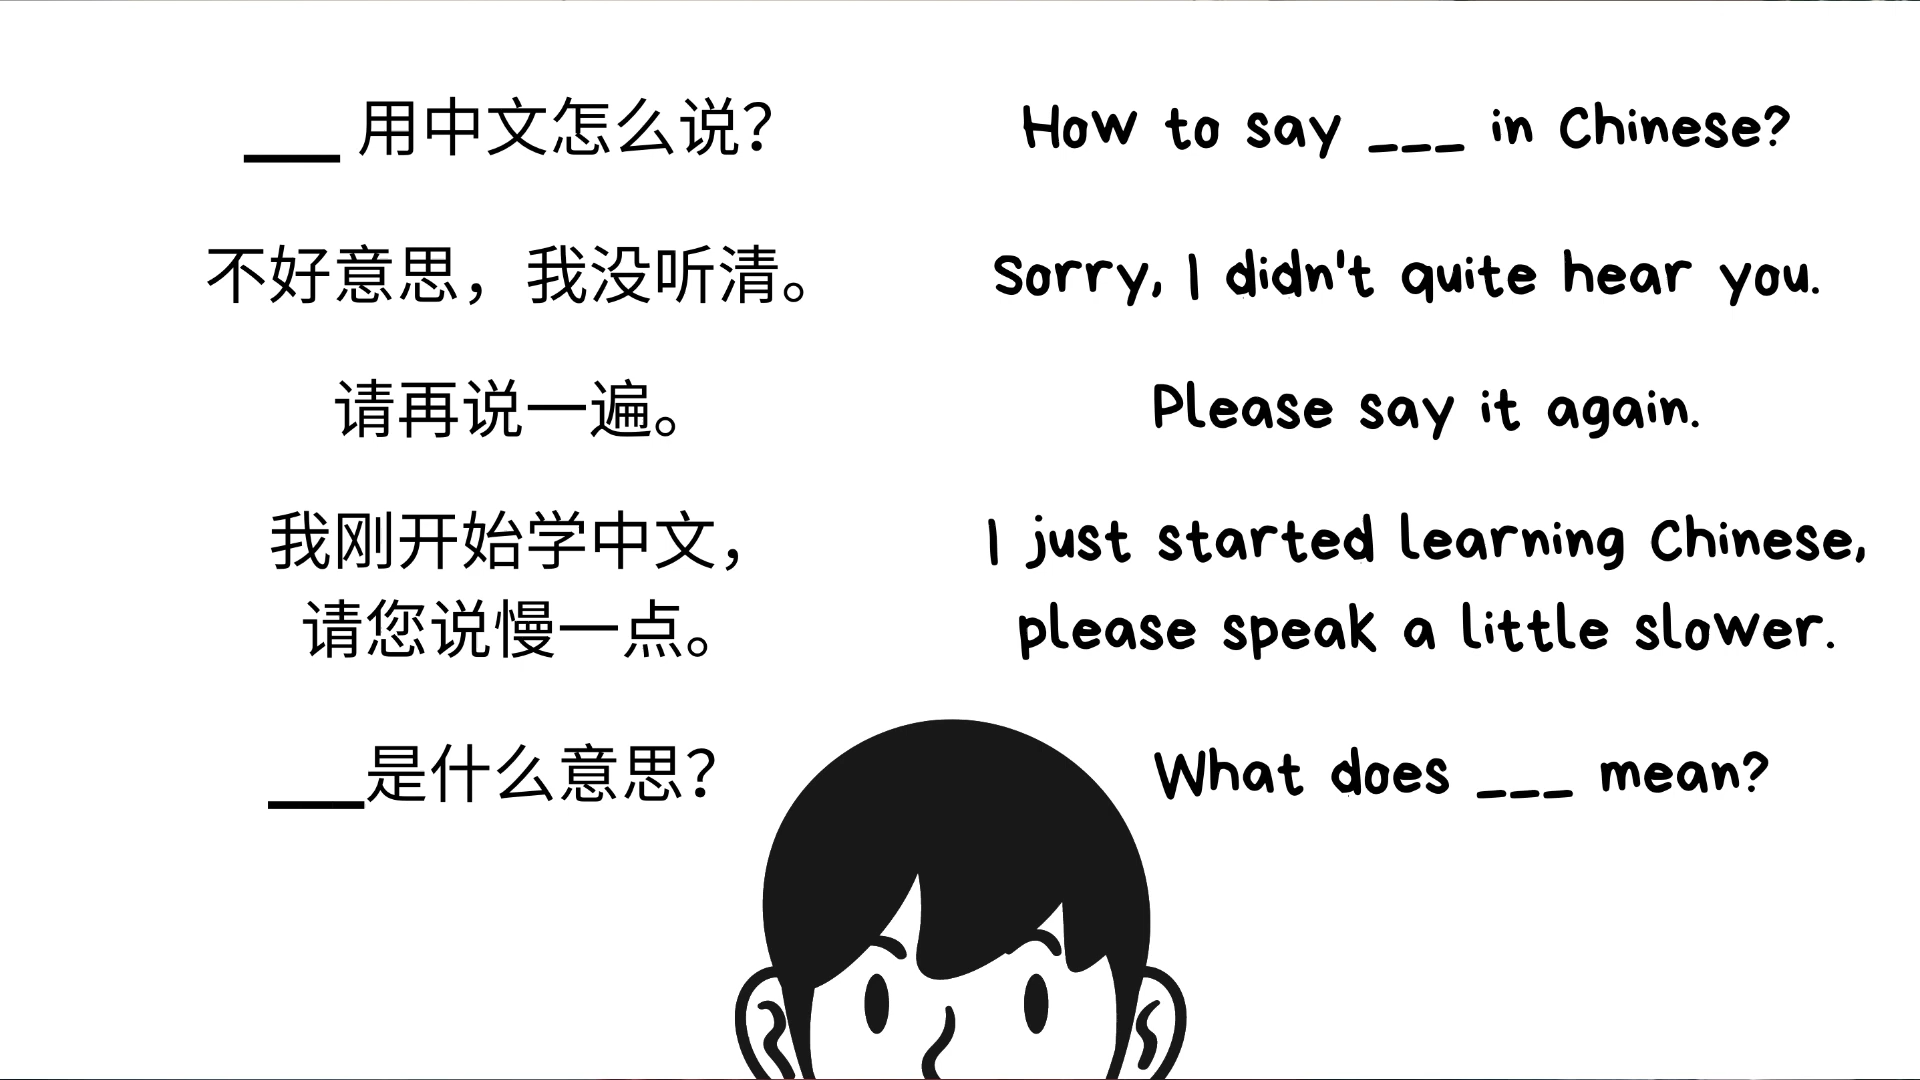 ___ 用中文怎么说？ How to say ___ in Chinese?
不好意思，我没听清。 Sorry, I didn't quite hear you.
请再说一遍。 Please say it again.
我刚开始学中文， I just started learning Chinese,
请您说慢一点。 please speak a little slower.
___是什么意思？ What does ___ mean?